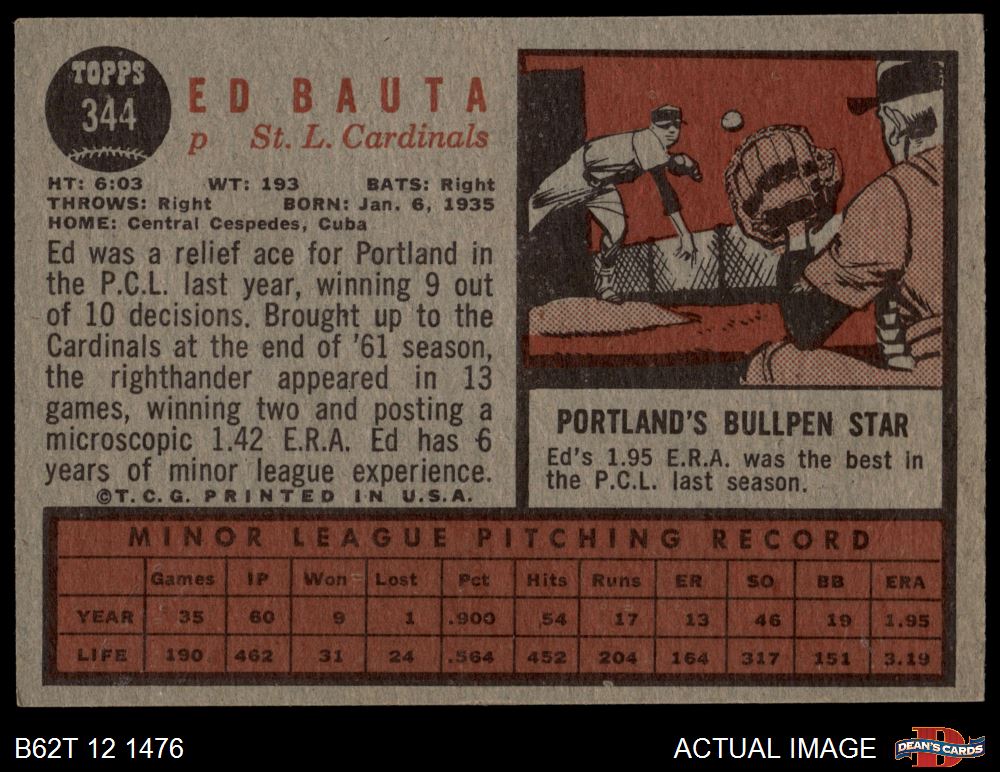 TOPPS
344
ED BAUTA
p St. L. Cardinals
HT: 6:03 WT: 193 BATS: Right
THROWS: Right BORN: Jan. 6, 1935
HOME: Central Cespedes, Cuba
Ed was a relief ace for Portland in
the P.C.L. last year, winning 9 out
of 10 decisions. Brought up to the
Cardinals at the end of '61 season,
the righthander appeared in 13
games, winning two and posting a
microscopic 1.42 E.R.A. Ed has 6
years of minor league experience.
©T.C.G. PRINTED IN U.S.A.
PORTLAND'S BULLPEN STAR
Ed's 1.95 E.R.A. was the best in
the P.C.L. last season.
MINOR LEAGUE PITCHING RECORD
Games IP Won Lost Pct Hits Runs ER SO BB ERA
YEAR 35 60 9 1 .900 54 17 13 46 19 1.95
LIFE 190 462 31 24 .564 452 204 164 317 151 3.19
B62T 12 1476 ACTUAL IMAGE D DEAN'S CARDS